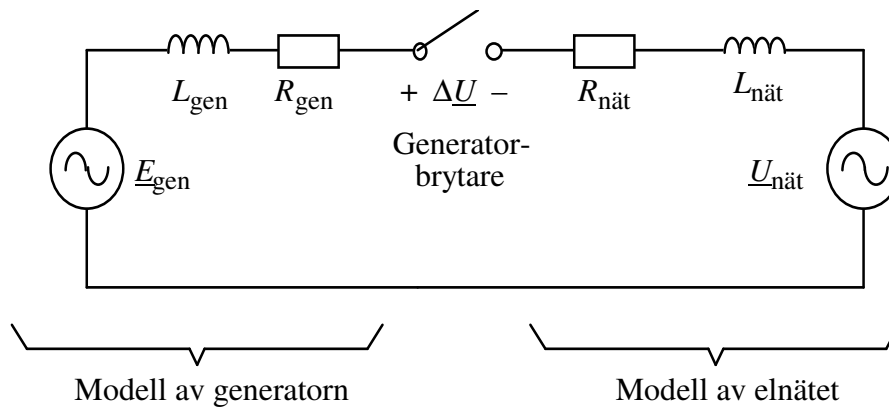 L_gen R_gen + ΔU – R_nät L_nät
Generator-
brytare
E_gen U_nät
Modell av generatorn Modell av elnätet